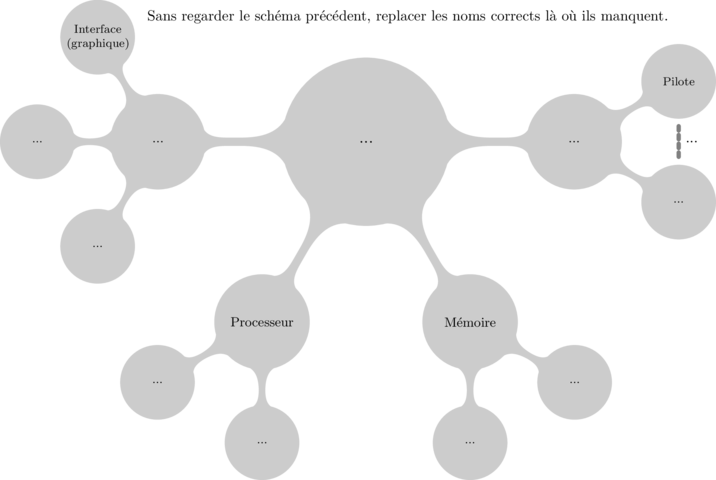 Sans regarder le schéma précédent, replacer les noms corrects là où ils manquent.
Interface
(graphique)
Pilote
...
...
...
...
...
...
...
Processeur
Mémoire
...
...
...
...